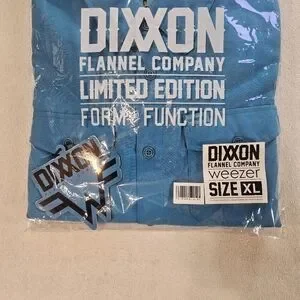 DIXXON
FLANNEL COMPANY
LIMITED EDITION
FORM FUNCTION
DIXXON
DIXXON
FLANNEL COMPANY
weezer
SIZE XL